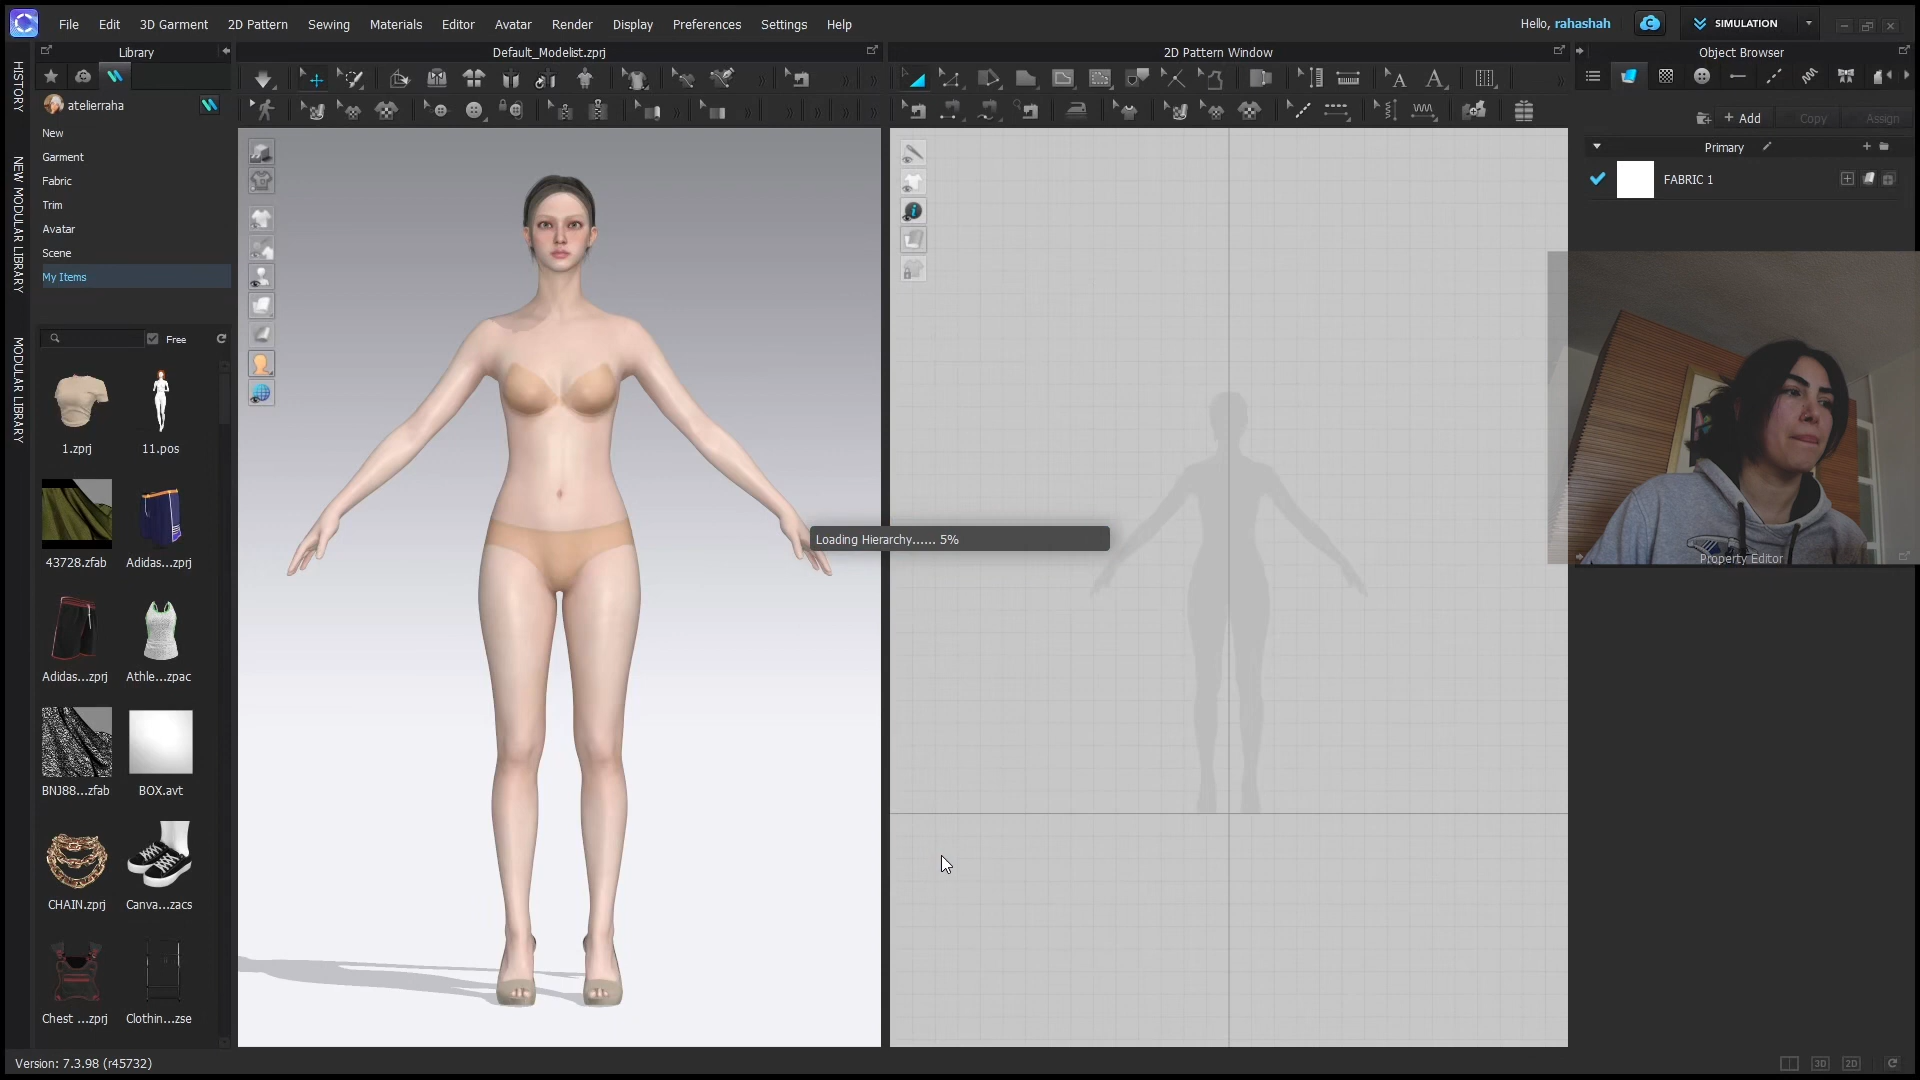 File Edit 3D Garment 2D Pattern Sewing Materials Editor Avatar Render Display Preferences Settings Help
Hello, rahashah
SIMULATION
Library
Default_Modelist.zprj
2D Pattern Window
Object Browser
HISTORY
NEW MODULAR LIBRARY
MODULAR LIBRARY
atelierraha
New
Garment
Fabric
Trim
Avatar
Scene
My Items
Free
1.zprj
11.pos
43728.zfab
Adidas...zprj
Adidas...zprj
Athle...zpac
BNJ88...zfab
BOX.avt
CHAIN.zprj
Canva...zacs
Chest ...zprj
Clothin...zse
Loading Hierarchy...... 5%
+ Add
Copy
Assign
Primary
FABRIC 1
Property Editor
Version: 7.3.98 (r45732)
3D
2D